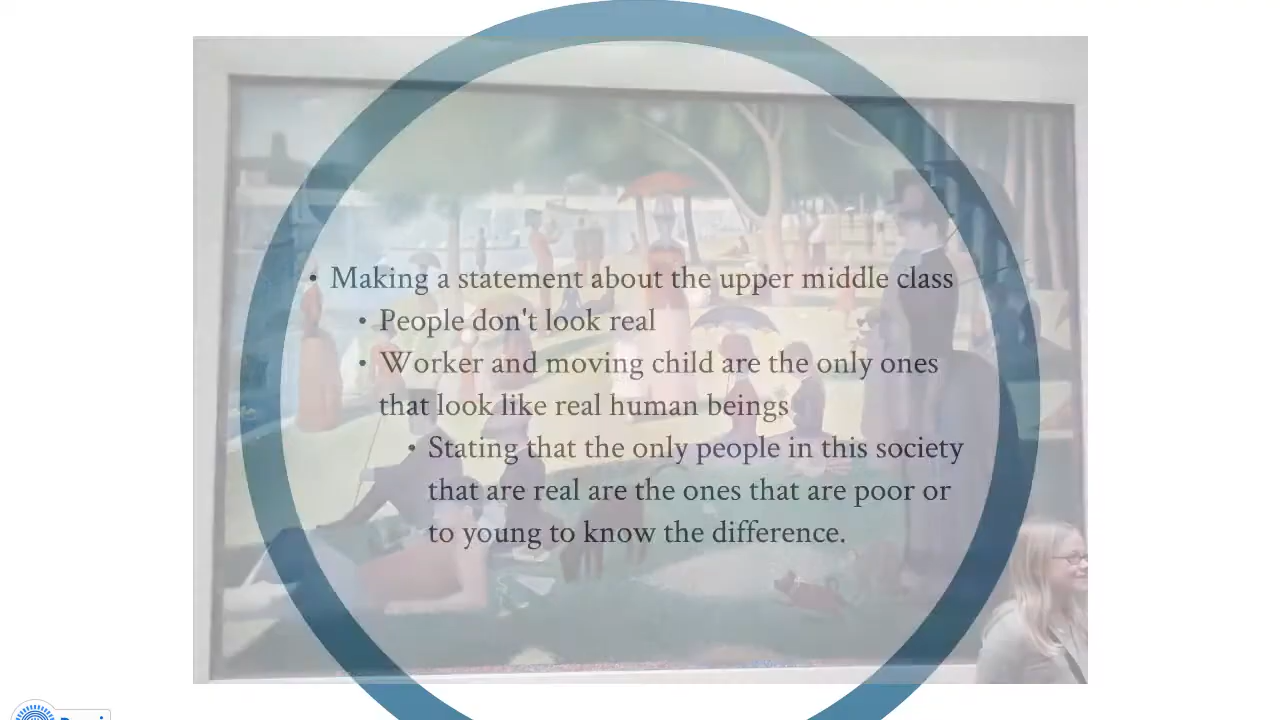 • Making a statement about the upper middle class
• People don't look real
• Worker and moving child are the only ones
that look like real human beings
• Stating that the only people in this society
that are real are the ones that are poor or
to young to know the difference.